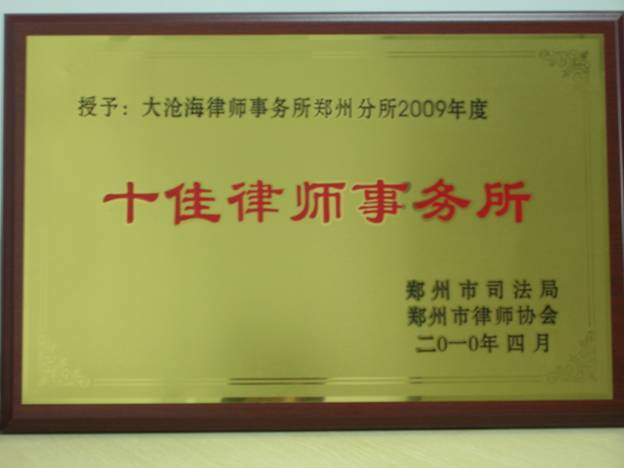 授予：大沧海律师事务所郑州分所2009年度
十佳律师事务所
郑州市司法局
郑州市律师协会
二〇一〇年四月